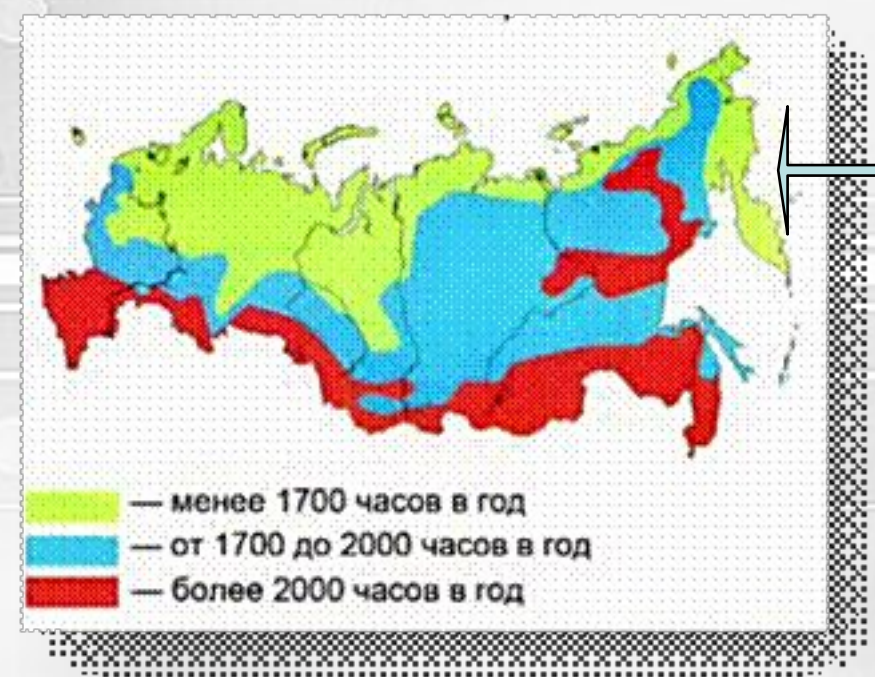 — менее 1700 часов в год
— от 1700 до 2000 часов в год
— более 2000 часов в год